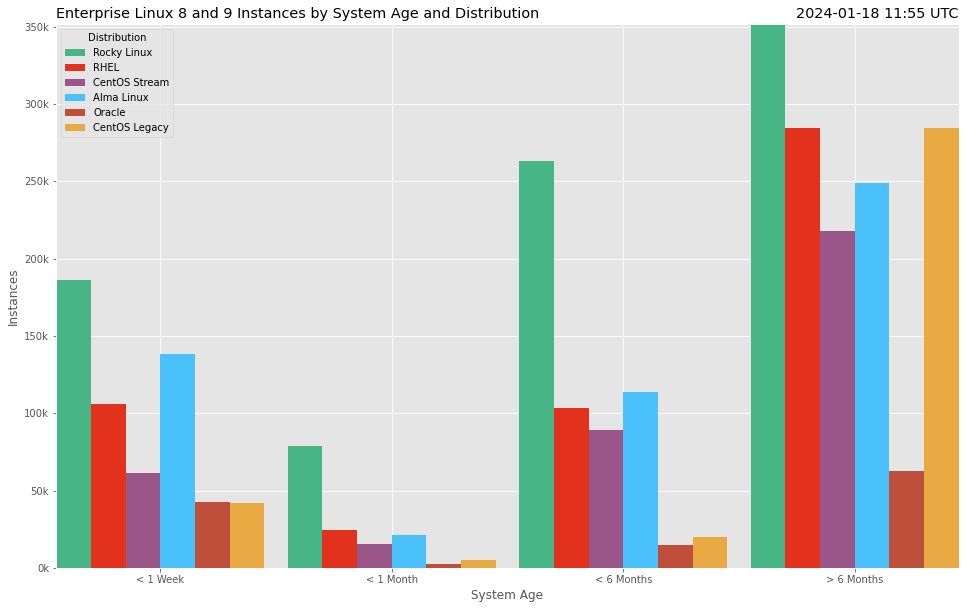 Enterprise Linux 8 and 9 Instances by System Age and Distribution
2024-01-18 11:55 UTC
350k
300k
250k
200k
150k
100k
50k
0k
Instances
Distribution
Rocky Linux
RHEL
CentOS Stream
Alma Linux
Oracle
CentOS Legacy
< 1 Week
< 1 Month
< 6 Months
> 6 Months
System Age